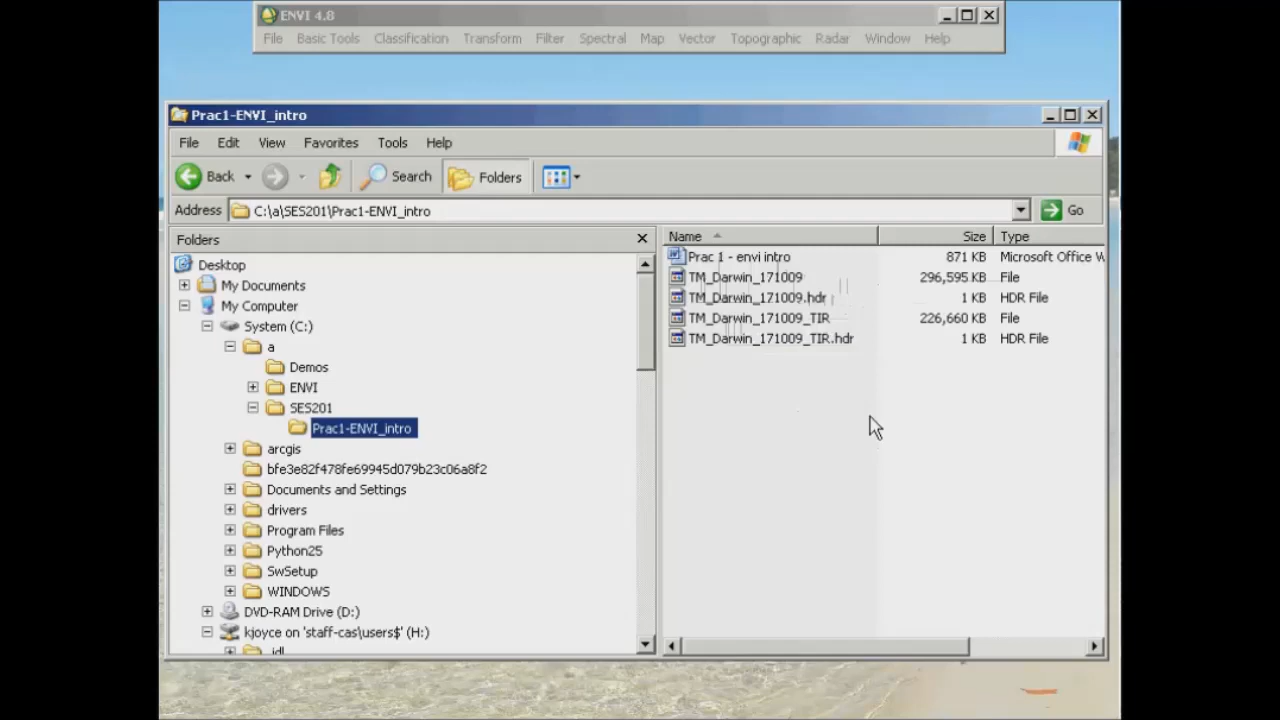 ENVI 4.8
File Basic Tools Classification Transform Filter Spectral Map Vector Topographic Radar Window Help
Prac1-ENVI_intro
File Edit View Favorites Tools Help
Back Search Folders
Address C:\a\SES201\Prac1-ENVI_intro Go
Folders
Name Size Type
Desktop
My Documents
My Computer
System (C:)
a
Demos
ENVI
SES201
Prac1-ENVI_intro
arcgis
bfe3e82f478fe69945d079b23c06a8f2
Documents and Settings
drivers
Program Files
Python25
SwSetup
WINDOWS
DVD-RAM Drive (D:)
kjoyce on 'staff-cas\users$' (H:)
.idl
Prac 1 - envi intro 871 KB Microsoft Office W
TM_Darwin_171009 296,595 KB File
TM_Darwin_171009.hdr 1 KB HDR File
TM_Darwin_171009_TIR 226,660 KB File
TM_Darwin_171009_TIR.hdr 1 KB HDR File